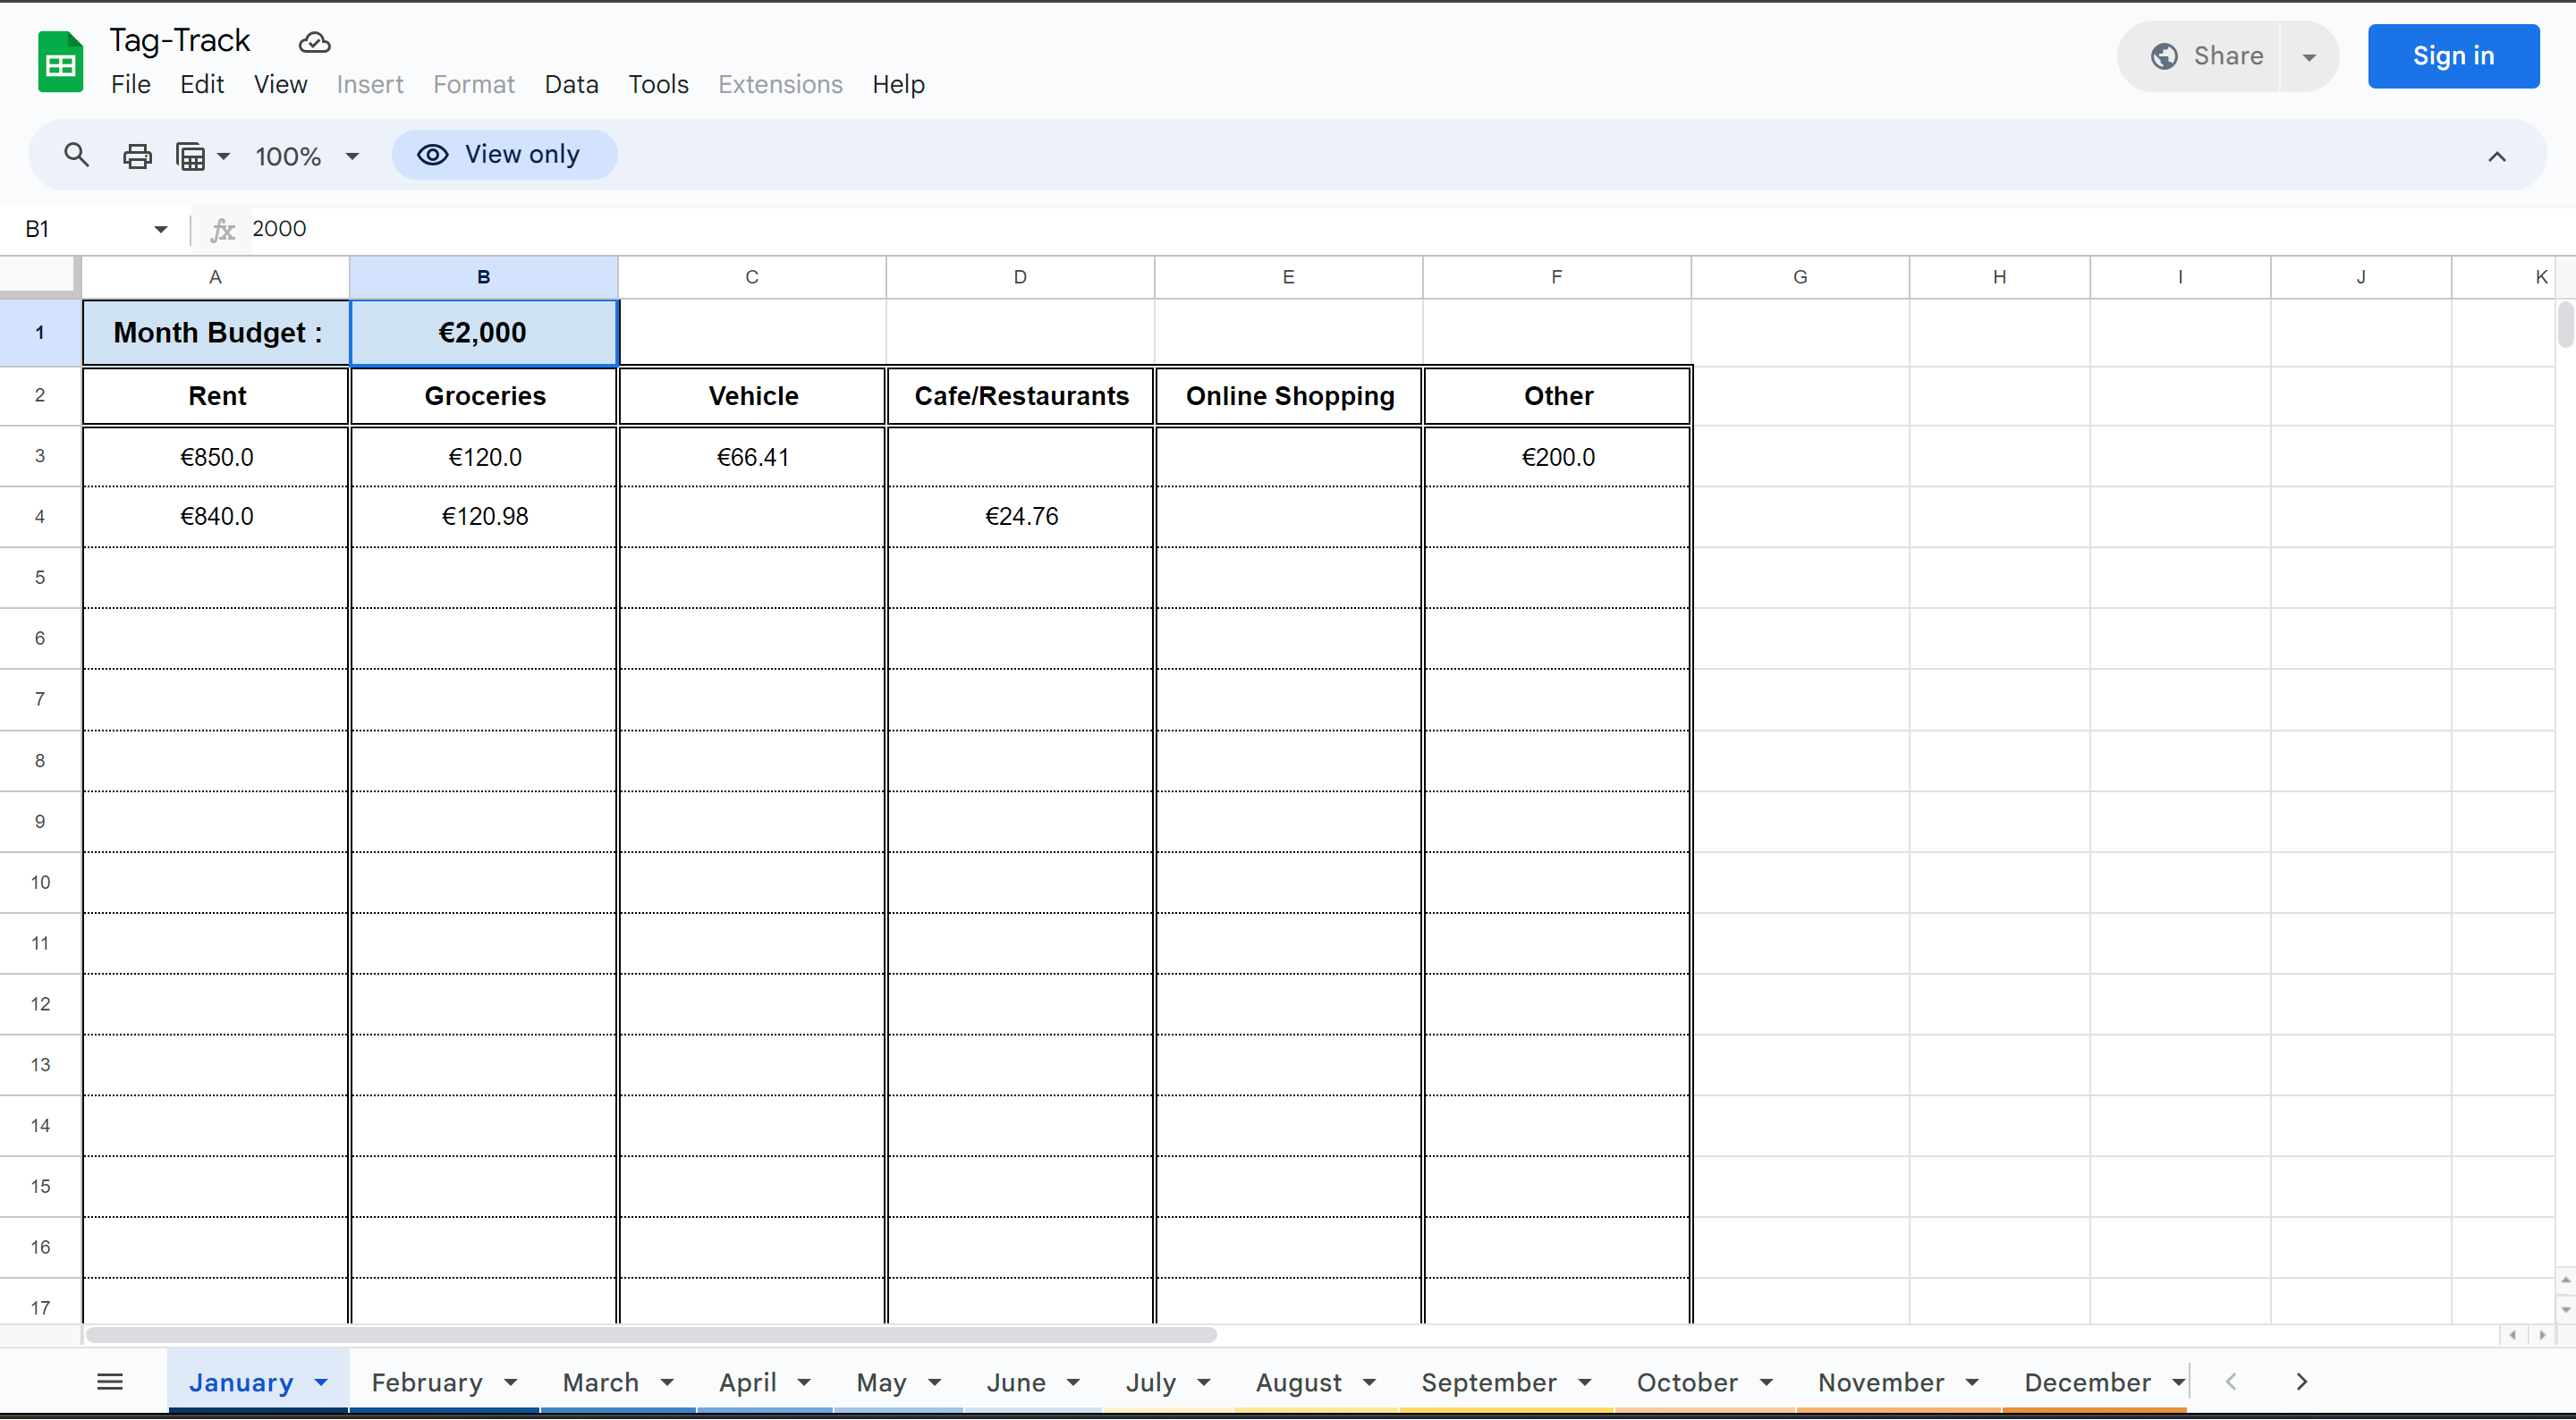 Tag-Track
File Edit View Insert Format Data Tools Extensions Help
Share
Sign in
100%
View only
B1
fx 2000
A B C D E F G H I J K
1 Month Budget : €2,000
2 Rent Groceries Vehicle Cafe/Restaurants Online Shopping Other
3 €850.0 €120.0 €66.41 €200.0
4 €840.0 €120.98 €24.76
5
6
7
8
9
10
11
12
13
14
15
16
17
January February March April May June July August September October November December